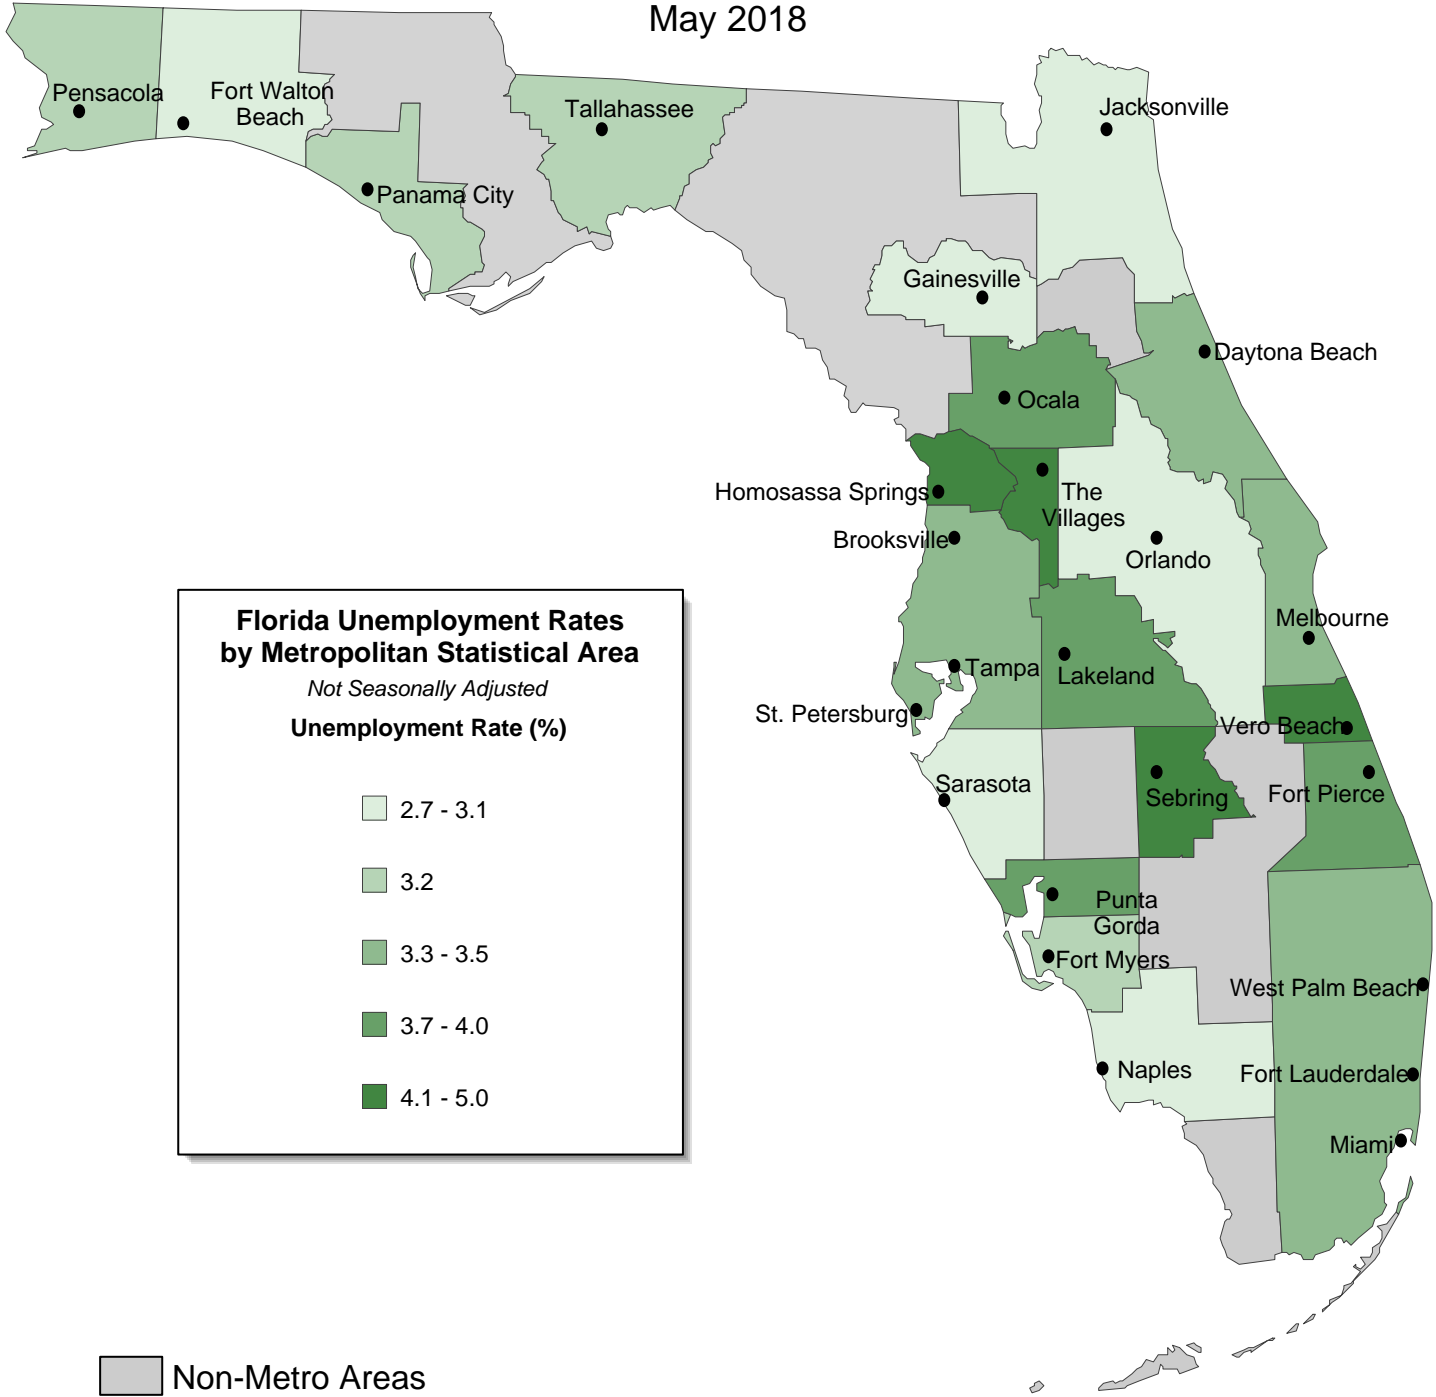 May 2018
Pensacola
Fort Walton
Beach
Tallahassee
Jacksonville
Panama City
Gainesville
Daytona Beach
Ocala
Homosassa Springs
The
Villages
Brooksville
Orlando
Melbourne
Tampa
Lakeland
St. Petersburg
Vero Beach
Sarasota
Sebring
Fort Pierce
Punta
Gorda
Fort Myers
West Palm Beach
Naples
Fort Lauderdale
Miami
Florida Unemployment Rates
by Metropolitan Statistical Area
Not Seasonally Adjusted
Unemployment Rate (%)
2.7 - 3.1
3.2
3.3 - 3.5
3.7 - 4.0
4.1 - 5.0
Non-Metro Areas